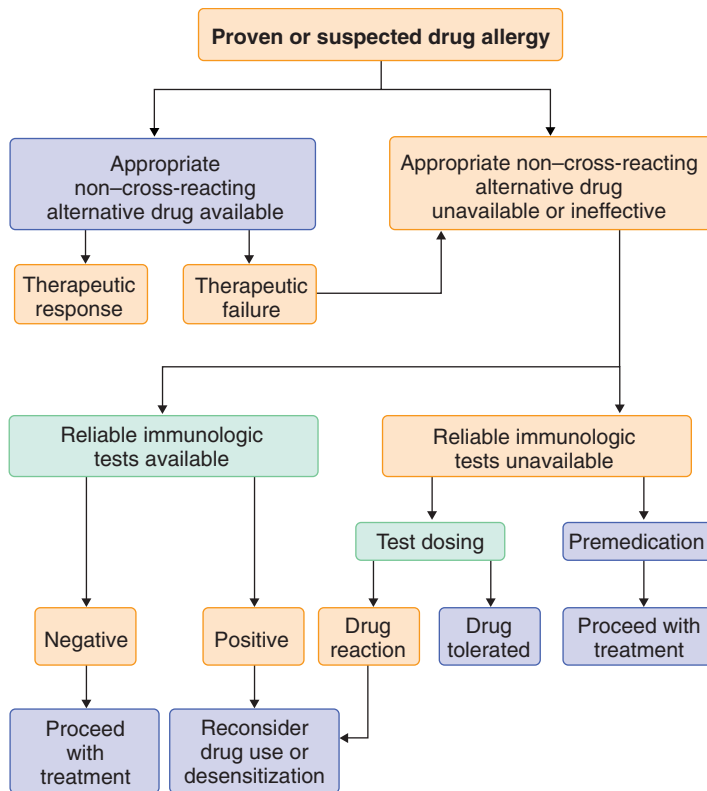 Proven or suspected drug allergy
Appropriate
non–cross-reacting
alternative drug available
Appropriate non–cross-reacting
alternative drug
unavailable or ineffective
Therapeutic
response
Therapeutic
failure
Reliable immunologic
tests available
Reliable immunologic
tests unavailable
Test dosing
Premedication
Negative
Positive
Drug
reaction
Drug
tolerated
Proceed with
treatment
Proceed
with
treatment
Reconsider
drug use or
desensitization